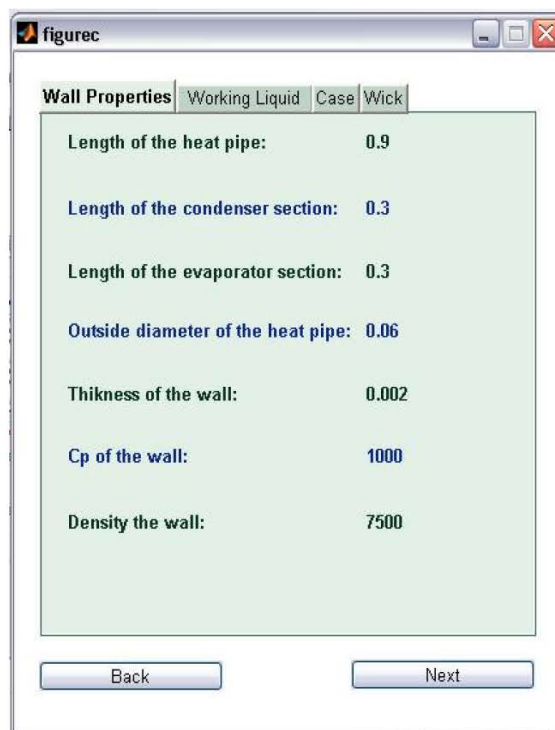 figurec
Wall Properties Working Liquid Case Wick
Length of the heat pipe: 0.9
Length of the condenser section: 0.3
Length of the evaporator section: 0.3
Outside diameter of the heat pipe: 0.06
Thikness of the wall: 0.002
Cp of the wall: 1000
Density the wall: 7500
Back Next